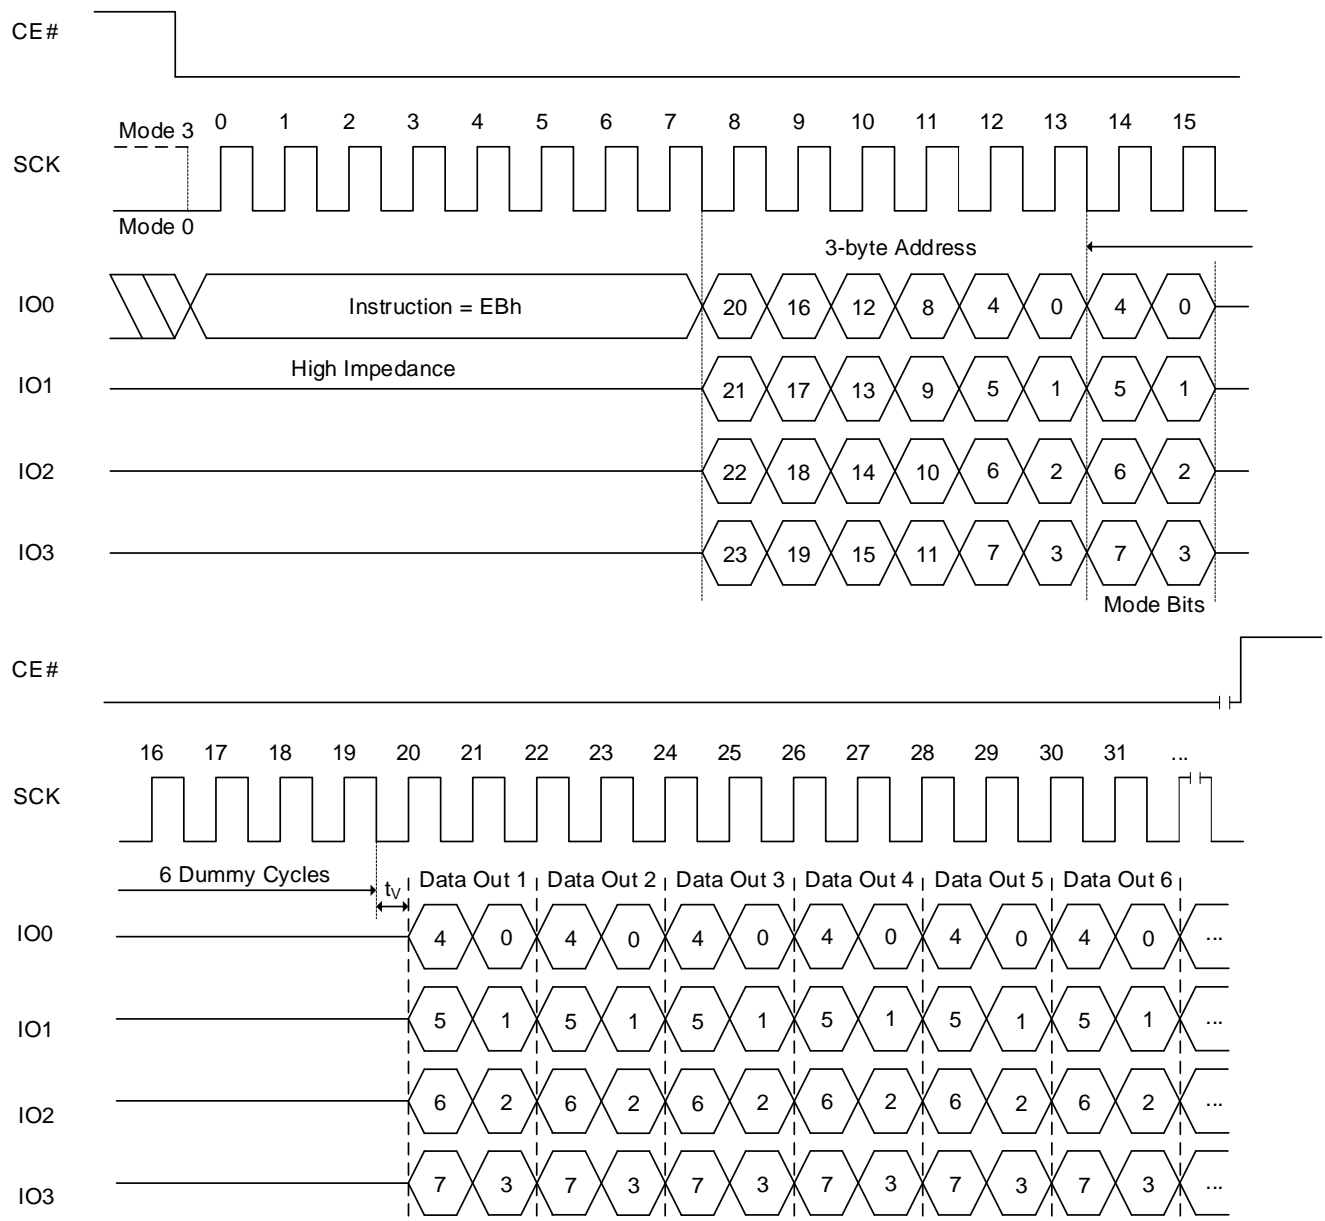 CE#
Mode 3 0 1 2 3 4 5 6 7 8 9 10 11 12 13 14 15
SCK
Mode 0
3-byte Address
IO0 Instruction = EBh 20 16 12 8 4 0 4 0
High Impedance
IO1 21 17 13 9 5 1 5 1
IO2 22 18 14 10 6 2 6 2
IO3 23 19 15 11 7 3 7 3
Mode Bits
CE#
16 17 18 19 20 21 22 23 24 25 26 27 28 29 30 31 ...
SCK
6 Dummy Cycles tV Data Out 1 Data Out 2 Data Out 3 Data Out 4 Data Out 5 Data Out 6
IO0 4 0 4 0 4 0 4 0 4 0 4 0 ...
IO1 5 1 5 1 5 1 5 1 5 1 5 1 ...
IO2 6 2 6 2 6 2 6 2 6 2 6 2 ...
IO3 7 3 7 3 7 3 7 3 7 3 7 3 ...